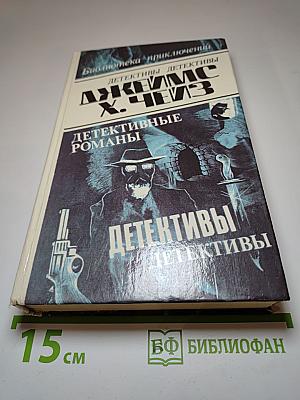 Библиотека приключений
ДЕТЕКТИВЫ ДЕТЕКТИВЫ
ДЖЕЙМС
Х. ЧЕЙЗ
ДЕТЕКТИВНЫЕ
РОМАНЫ
ДЕТЕКТИВЫ
ДЕТЕКТИВЫ
15 см
БФ БИБЛИОФАН